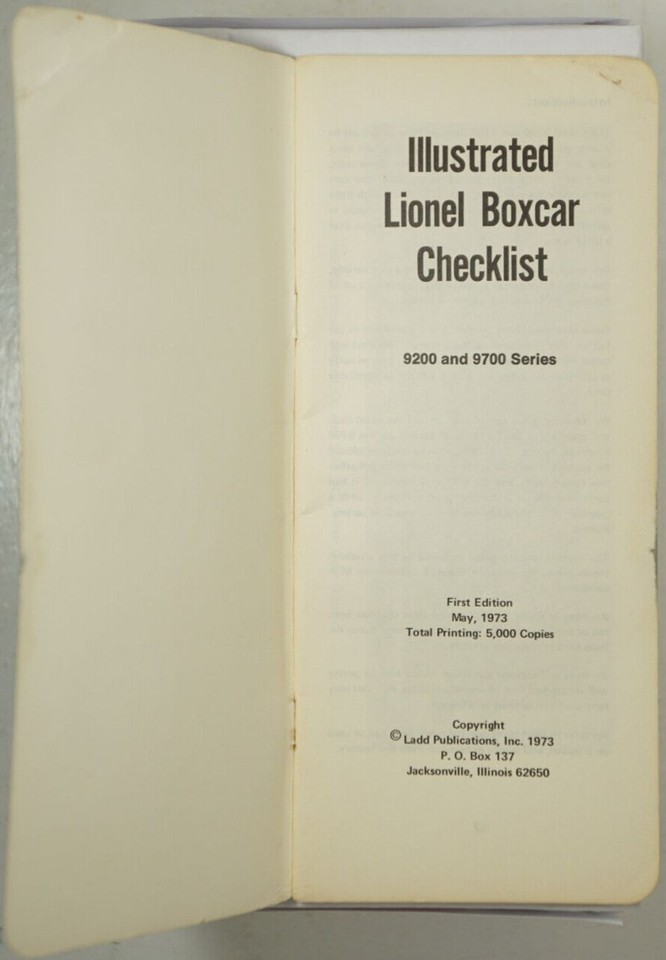 Illustrated
Lionel Boxcar
Checklist
9200 and 9700 Series
First Edition
May, 1973
Total Printing: 5,000 Copies
Copyright
© Ladd Publications, Inc. 1973
P. O. Box 137
Jacksonville, Illinois 62650